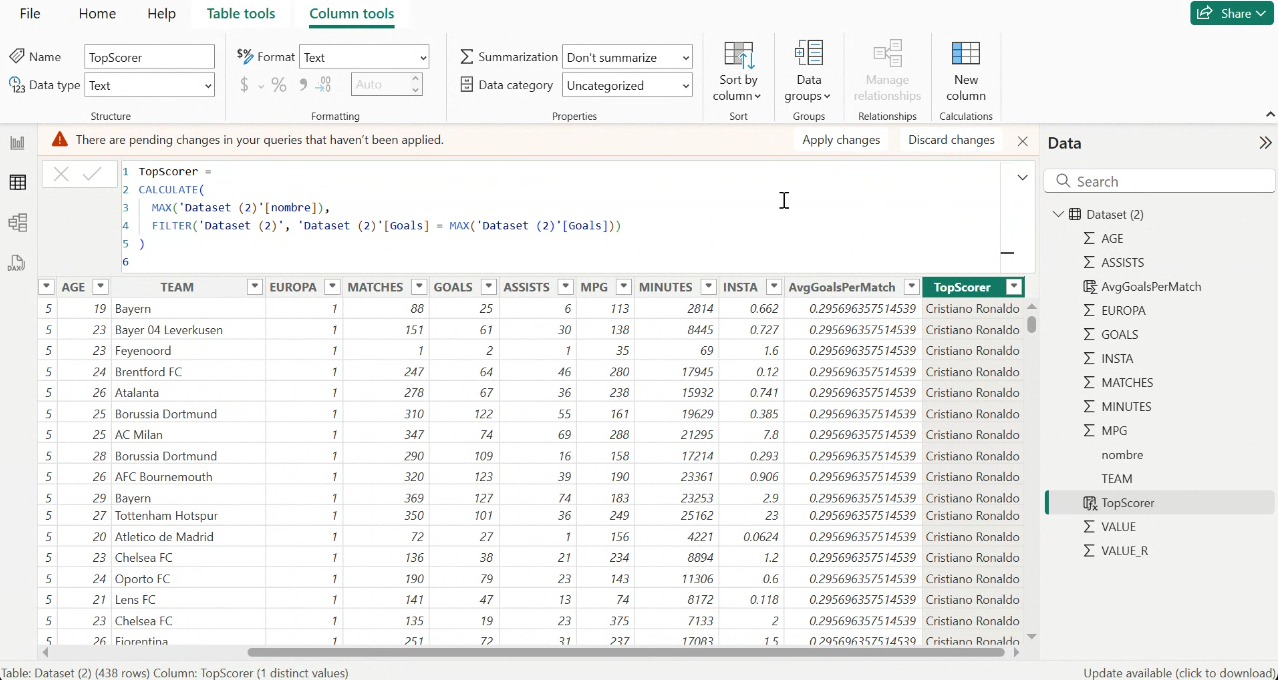 File Home Help Table tools Column tools Share
Name TopScorer $% Format Text Summarization Don't summarize
Data type Text $ % 9 .00 Auto Data category Uncategorized
Sort by column Data groups Manage relationships New column
Structure Formatting Properties Sort Groups Relationships Calculations
There are pending changes in your queries that haven't been applied. Apply changes Discard changes
1 TopScorer =
2 CALCULATE(
3 MAX('Dataset (2)'[nombre]),
4 FILTER('Dataset (2)', 'Dataset (2)'[Goals] = MAX('Dataset (2)'[Goals]))
5 )
6
AGE TEAM EUROPA MATCHES GOALS ASSISTS MPG MINUTES INSTA AvgGoalsPerMatch TopScorer
5 19 Bayern 1 88 25 6 113 2814 0.662 0.295696357514539 Cristiano Ronaldo
5 23 Bayer 04 Leverkusen 1 151 61 30 138 8445 0.727 0.295696357514539 Cristiano Ronaldo
5 23 Feyenoord 1 1 2 1 35 69 1.6 0.295696357514539 Cristiano Ronaldo
5 24 Brentford FC 1 247 64 46 280 17945 0.12 0.295696357514539 Cristiano Ronaldo
5 26 Atalanta 1 278 67 36 238 15932 0.741 0.295696357514539 Cristiano Ronaldo
5 25 Borussia Dortmund 1 310 122 55 161 19629 0.385 0.295696357514539 Cristiano Ronaldo
5 25 AC Milan 1 347 74 69 288 21295 7.8 0.295696357514539 Cristiano Ronaldo
5 28 Borussia Dortmund 1 290 109 16 158 17214 0.293 0.295696357514539 Cristiano Ronaldo
5 26 AFC Bournemouth 1 320 123 39 190 23361 0.906 0.295696357514539 Cristiano Ronaldo
5 29 Bayern 1 369 127 74 183 23253 2.9 0.295696357514539 Cristiano Ronaldo
5 27 Tottenham Hotspur 1 350 101 36 249 25162 23 0.295696357514539 Cristiano Ronaldo
5 20 Atletico de Madrid 1 72 27 1 156 4221 0.0624 0.295696357514539 Cristiano Ronaldo
5 23 Chelsea FC 1 136 38 21 234 8894 1.2 0.295696357514539 Cristiano Ronaldo
5 24 Oporto FC 1 190 79 23 143 11306 0.6 0.295696357514539 Cristiano Ronaldo
5 21 Lens FC 1 141 47 13 74 8172 0.118 0.295696357514539 Cristiano Ronaldo
5 23 Chelsea FC 1 135 19 23 375 7133 2 0.295696357514539 Cristiano Ronaldo
5 26 Fiorentina 1 251 72 31 237 17083 1.5 0.295696357514539 Cristiano Ronaldo
Table: Dataset (2) (438 rows) Column: TopScorer (1 distinct values)
Data
Search
Dataset (2)
AGE
ASSISTS
AvgGoalsPerMatch
EUROPA
GOALS
INSTA
MATCHES
MINUTES
MPG
nombre
TEAM
TopScorer
VALUE
VALUE_R
Update available (click to download)